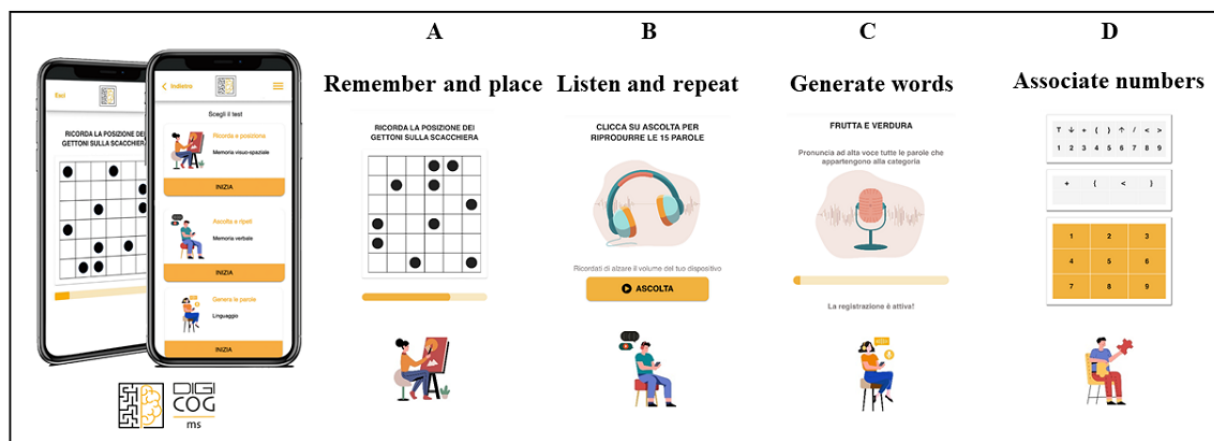 A
Remember and place
RICORDA LA POSIZIONE DEI
GETTONI SULLA SCACCHIERA
B
Listen and repeat
CLICCA SU ASCOLTA PER
RIPRODURRE LE 15 PAROLE
Ricordati di alzare il volume del tuo dispositivo
ASCOLTA
C
Generate words
FRUTTA E VERDURA
Pronuncia ad alta voce tutte le parole che
appartengono alla categoria
La registrazione è attiva!
D
Associate numbers
T ↓ + ( ) ↑ / < >
1 2 3 4 5 6 7 8 9
+ ( < )
1 2 3
4 5 6
7 8 9
Esci
RICORDA LA POSIZIONE DEI
GETTONI SULLA SCACCHIER
Indietro
Scegli il test
Ricorda e posiziona
Memoria visuo-spaziale
INIZIA
Ascolta e ripeti
Memoria verbale
INIZIA
Genera le parole
Linguaggio
INIZIA
DIGI
COG
ms